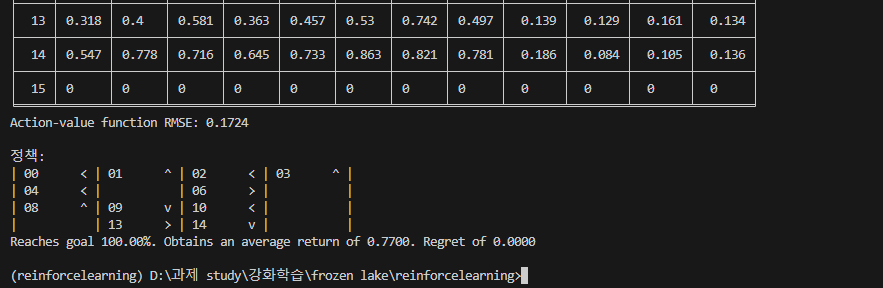 13 0.318 0.4 0.581 0.363 0.457 0.53 0.742 0.497 0.139 0.129 0.161 0.134
14 0.547 0.778 0.716 0.645 0.733 0.863 0.821 0.781 0.186 0.084 0.105 0.136
15 0 0 0 0 0 0 0 0 0 0 0 0
Action-value function RMSE: 0.1724
정책:
| 00 < | 01 ^ | 02 < | 03 ^ |
| 04 < | | 06 > | |
| 08 ^ | 09 v | 10 < | |
| | 13 > | 14 v | |
Reaches goal 100.00%. Obtains an average return of 0.7700. Regret of 0.0000
(reinforcelearning) D:\과제 study\강화학습\frozen lake\reinforcelearning>